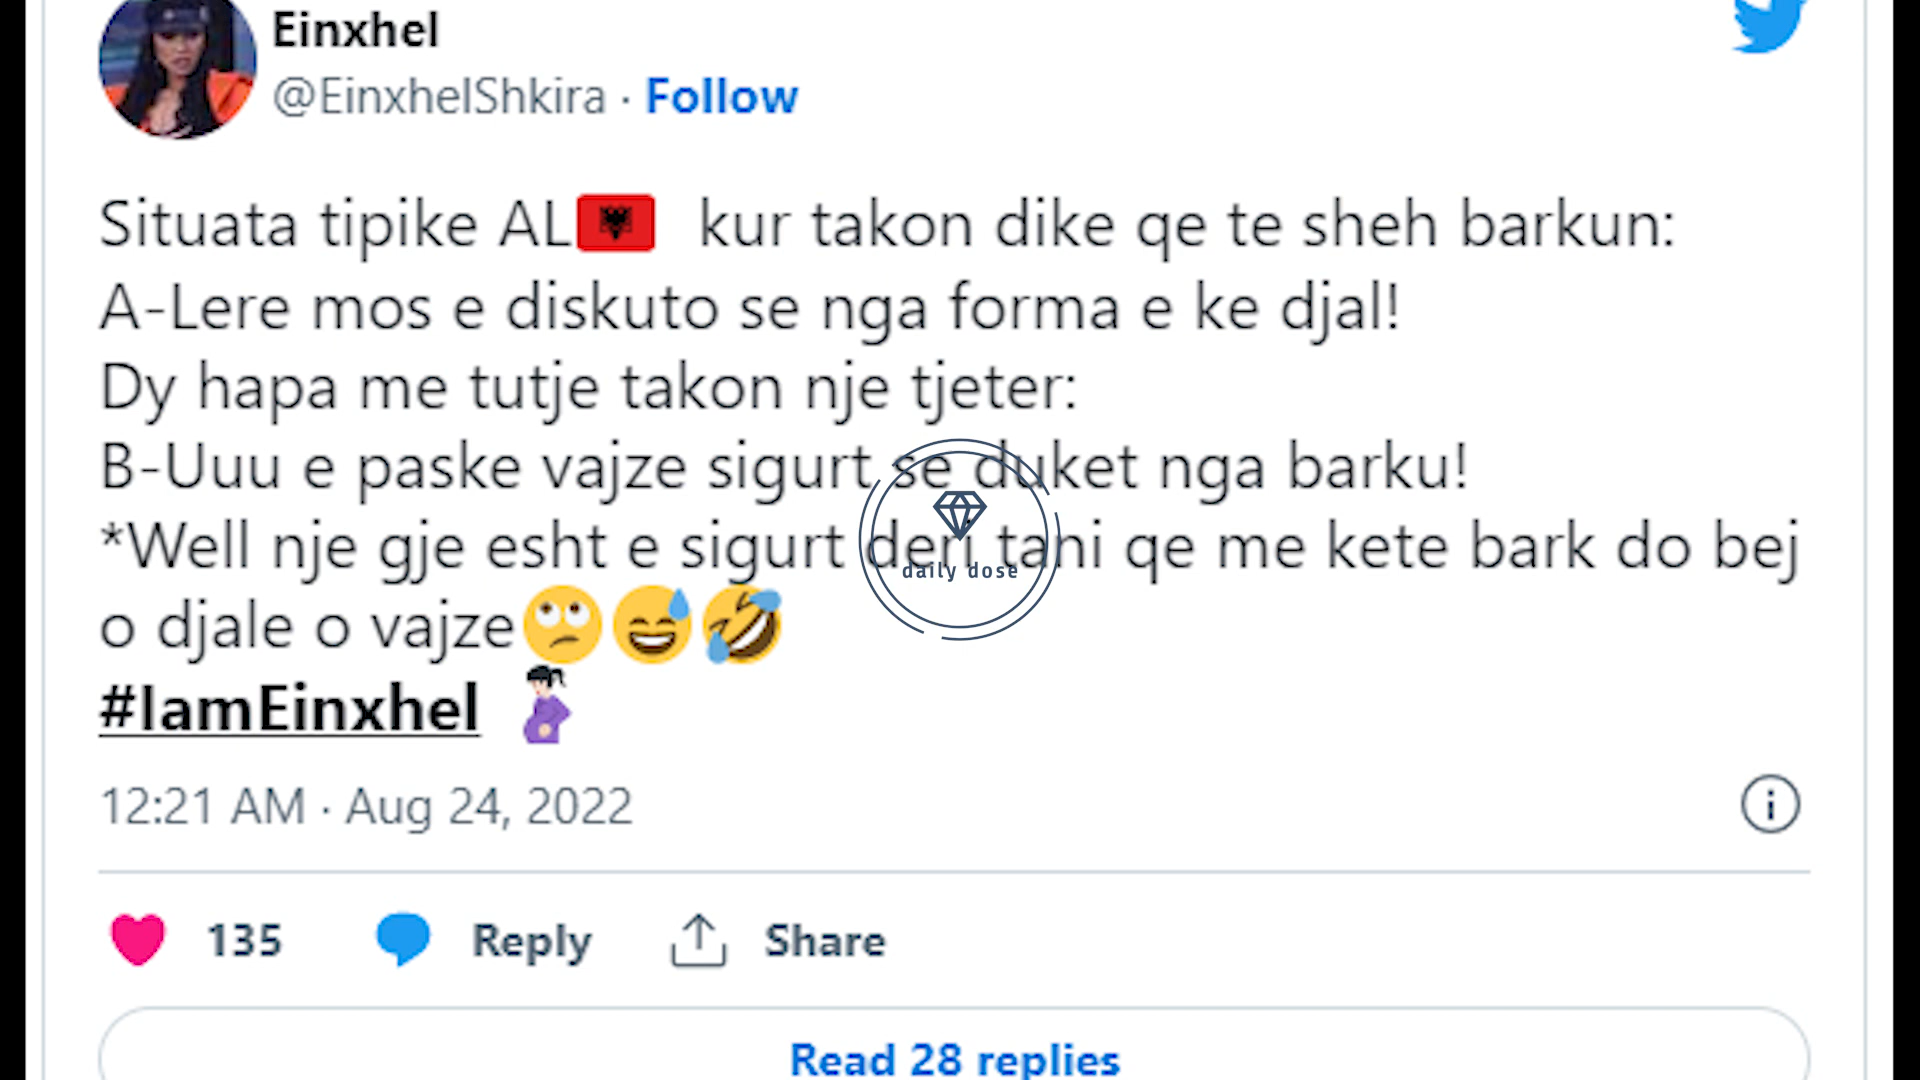 Einxhel
@EinxhelShkira · Follow
Situata tipike AL🇦🇱 kur takon dike qe te sheh barkun:
A-Lere mos e diskuto se nga forma e ke djal!
Dy hapa me tutje takon nje tjeter:
B-Uuu e paske vajze sigurt se duket nga barku!
*Well nje gje esht e sigurt deri tani qe me kete bark do bej
o djale o vajze🙄😅🤣
#IamEinxhel 🤰🏻
daily dose
12:21 AM · Aug 24, 2022
135 Reply Share
Read 28 replies